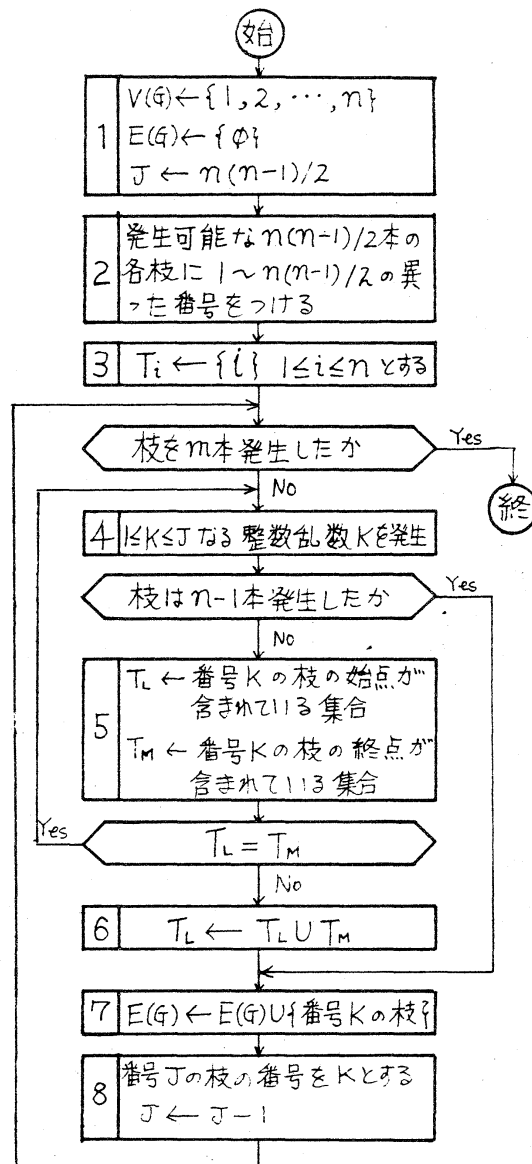 始
1
V(G)←{1,2,…,n}
E(G)←{φ}
J←n(n-1)/2
2
発生可能なn(n-1)/2本の
各枝に1〜n(n-1)/2の異
った番号をつける
3
Ti←{i} 1≤i≤nとする
枝をm本発生したか
Yes
No
終
4
1≤K≤Jなる整数乱数Kを発生
枝はn-1本発生したか
Yes
No
5
TL←番号Kの枝の始点が
含まれている集合
TM←番号Kの枝の終点が
含まれている集合
Yes
TL=TM
No
6
TL←TL∪TM
7
E(G)←E(G)∪{番号Kの枝}
8
番号Jの枝の番号をKとする
J←J-1